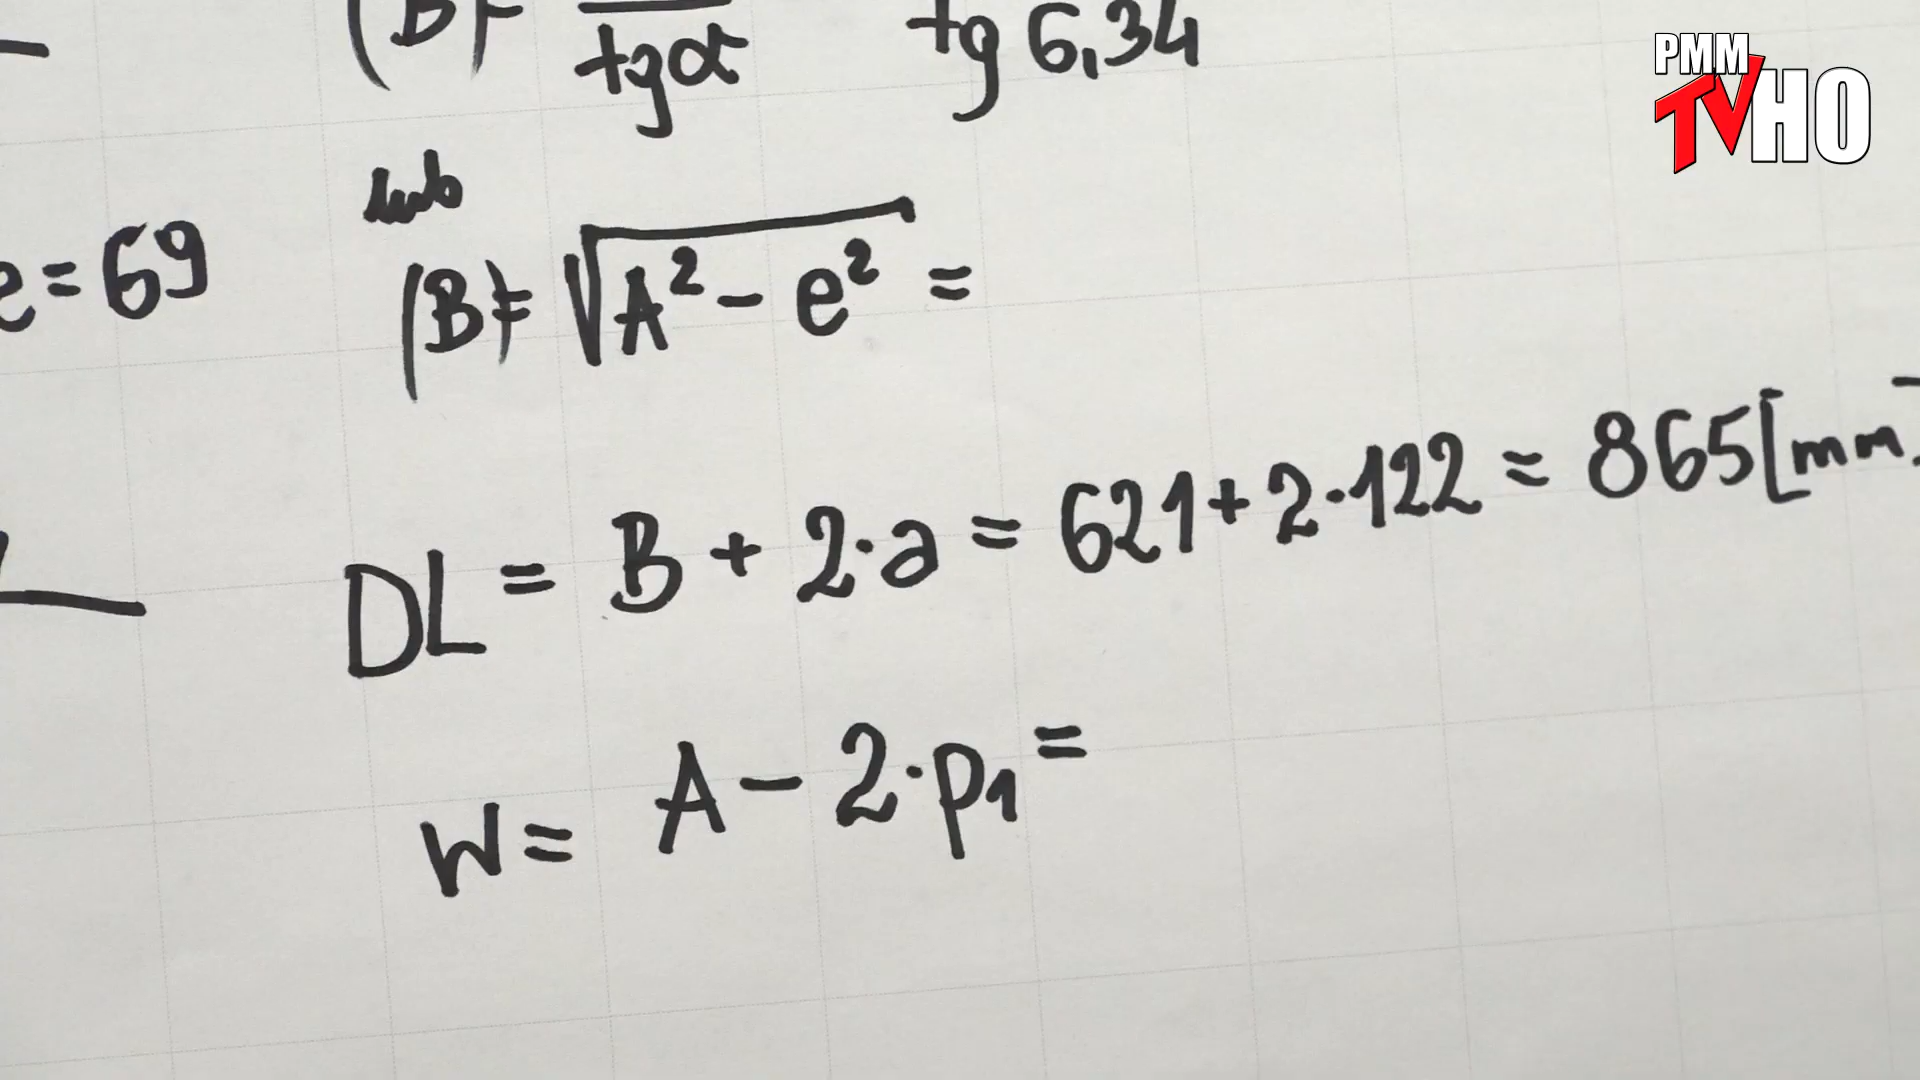 (B)= tgα tg 6,34
PMM
TVHO
lub
e = 69
(B)= √A² - e² =
DL = B + 2·a = 621 + 2·122 = 865 [mm]
W = A - 2·p₁ =